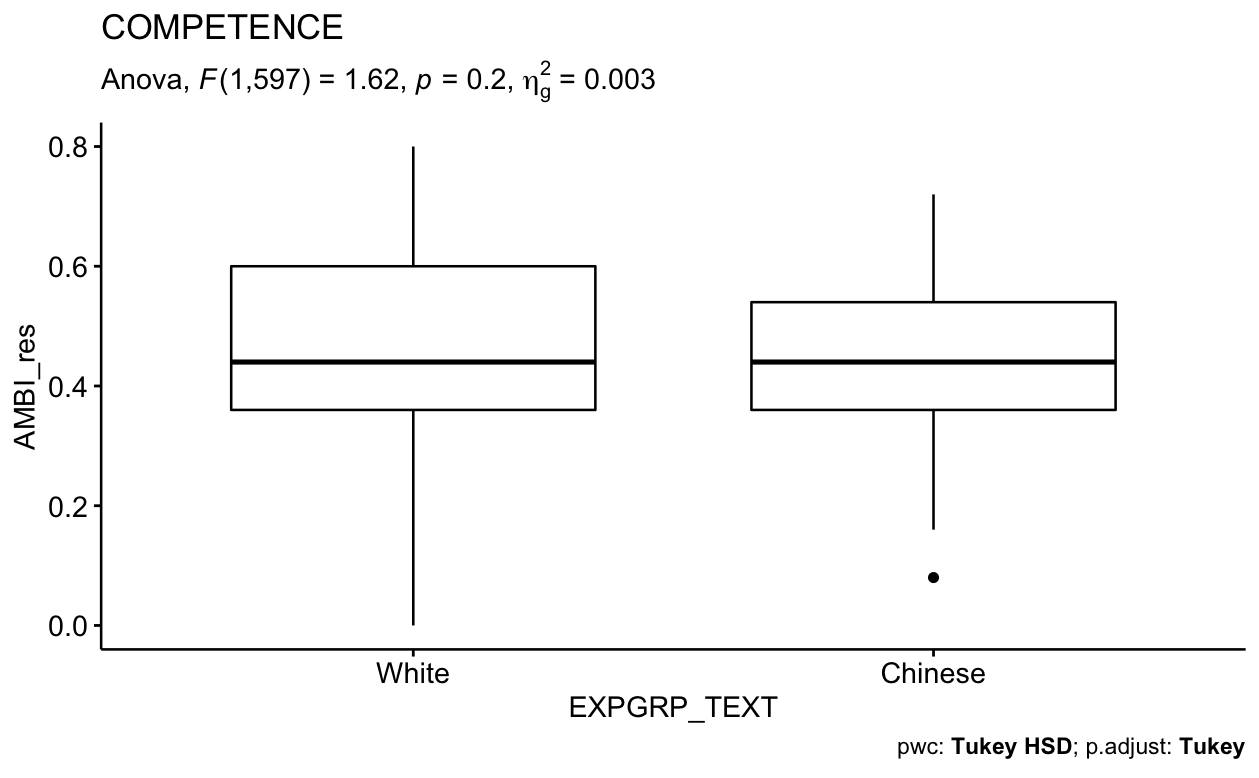 COMPETENCE
Anova, F(1,597) = 1.62, p = 0.2, η²g = 0.003
0.8
0.6
0.4
0.2
0.0
AMBI_res
White
Chinese
EXPGRP_TEXT
pwc: Tukey HSD; p.adjust: Tukey